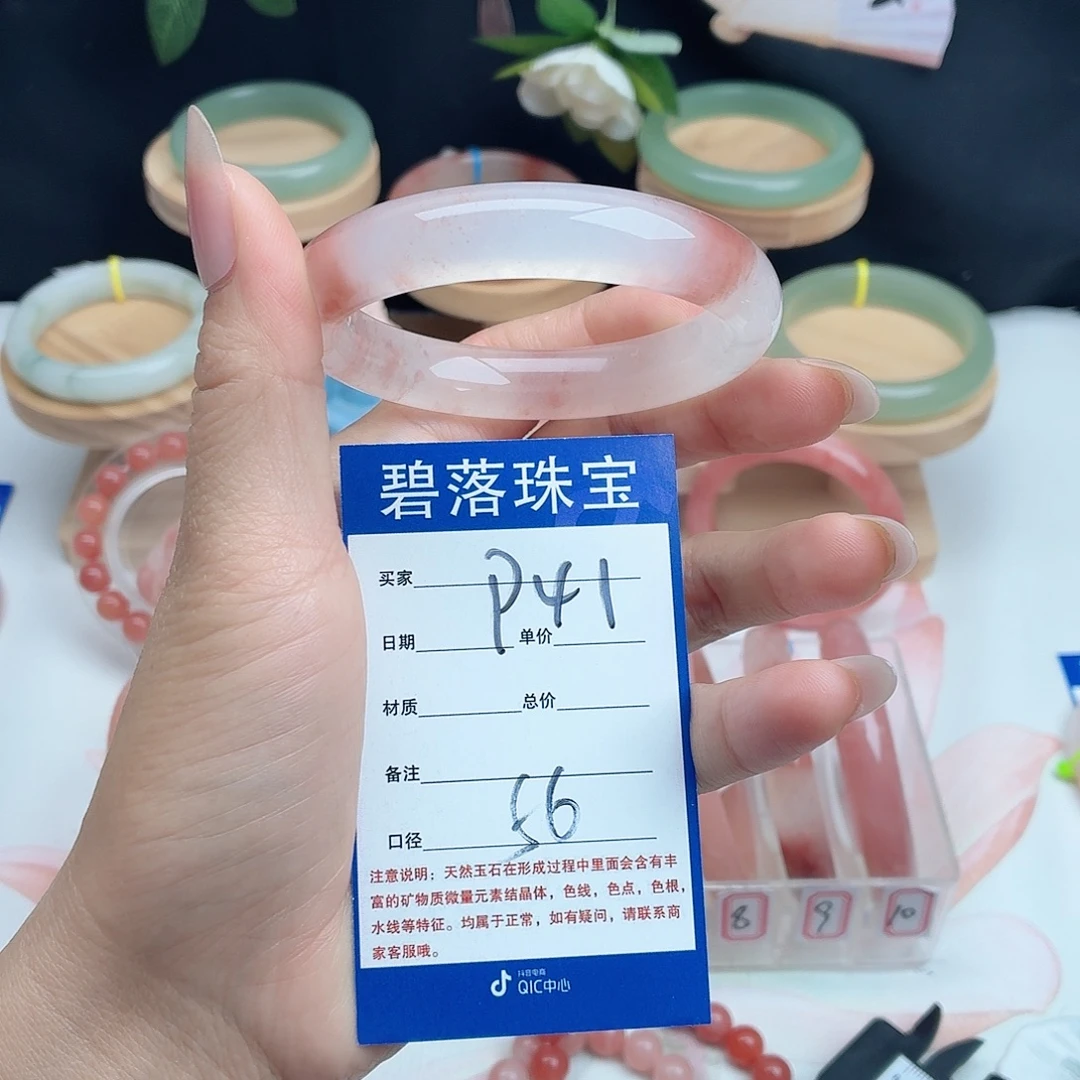 碧落珠宝
买家 P41
日期 单价
材质 总价
备注
口径 56
注意说明：天然玉石在形成过程中里面会含有丰
富的矿物质微量元素结晶体，色线，色点，色根，
水线等特征。均属于正常，如有疑问，请联系商
家客服哦。
抖音电商
QIC中心
8 9 10